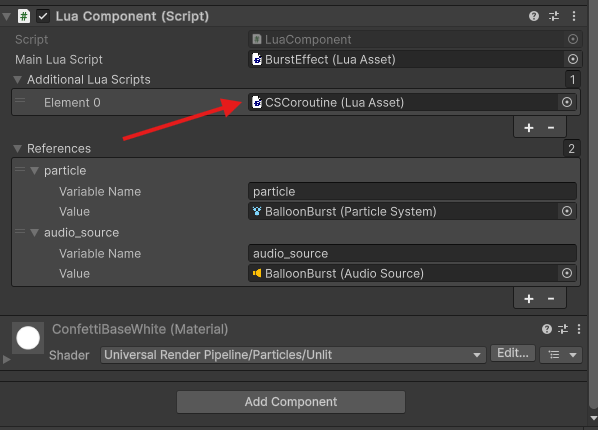 Lua Component (Script)
Script LuaComponent
Main Lua Script BurstEffect (Lua Asset)
Additional Lua Scripts 1
Element 0 CSCoroutine (Lua Asset)
+ -
References 2
particle
Variable Name particle
Value BalloonBurst (Particle System)
audio_source
Variable Name audio_source
Value BalloonBurst (Audio Source)
+ -
ConfettiBaseWhite (Material)
Shader Universal Render Pipeline/Particles/Unlit Edit...
Add Component